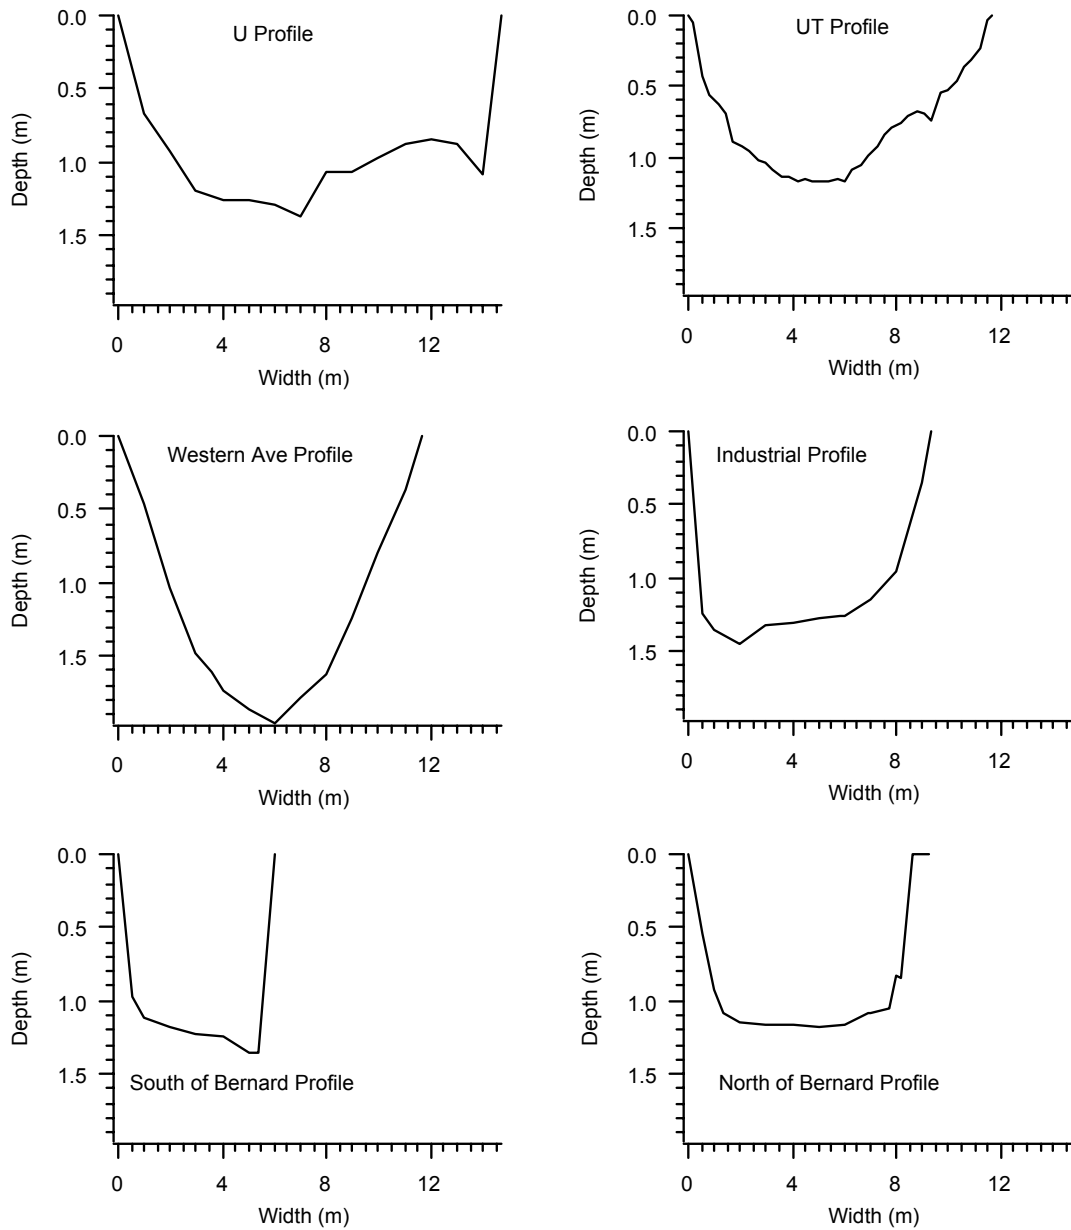 U Profile
0.0
0.5
1.0
1.5
Depth (m)
0 4 8 12
Width (m)
UT Profile
0.0
0.5
1.0
1.5
Depth (m)
0 4 8 12
Width (m)
Western Ave Profile
0.0
0.5
1.0
1.5
Depth (m)
0 4 8 12
Width (m)
Industrial Profile
0.0
0.5
1.0
1.5
Depth (m)
0 4 8 12
Width (m)
0.0
0.5
1.0
1.5
Depth (m)
South of Bernard Profile
0 4 8 12
Width (m)
0.0
0.5
1.0
1.5
Depth (m)
North of Bernard Profile
0 4 8 12
Width (m)